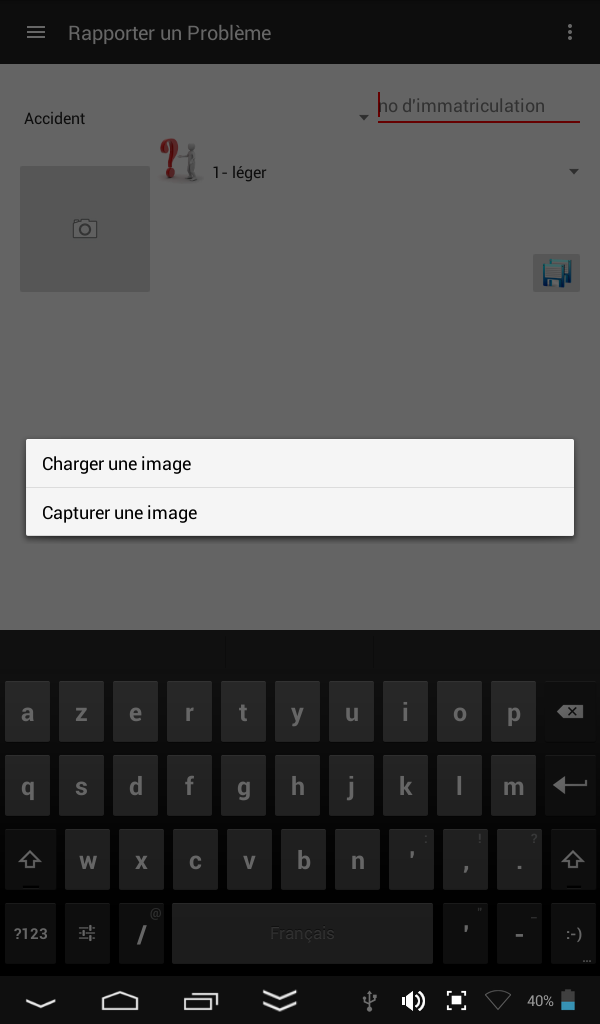 Rapporter un Problème
Accident
no d'immatriculation
1- léger
Charger une image
Capturer une image
a z e r t y u i o p
q s d f g h j k l m
w x c v b n ' : , ! . ?
?123 / @ Français ' " - _ :-) ...
40%